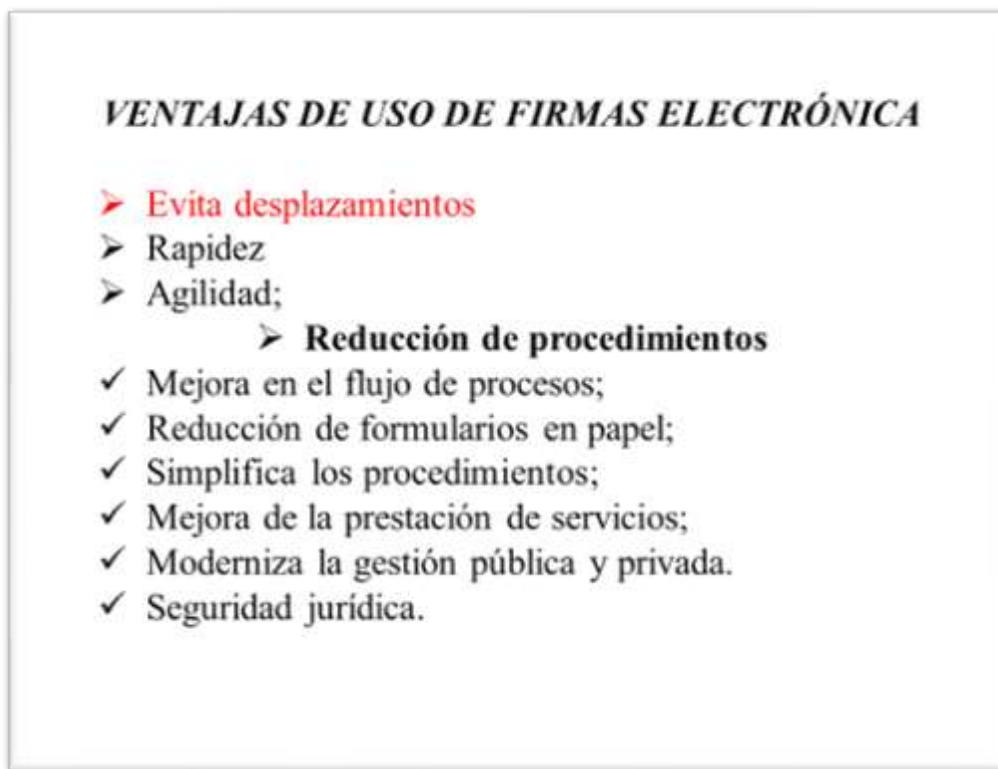 VENTAJAS DE USO DE FIRMAS ELECTRÓNICA
➢ Evita desplazamientos
➢ Rapidez
➢ Agilidad;
➢ Reducción de procedimientos
✓ Mejora en el flujo de procesos;
✓ Reducción de formularios en papel;
✓ Simplifica los procedimientos;
✓ Mejora de la prestación de servicios;
✓ Moderniza la gestión pública y privada.
✓ Seguridad jurídica.